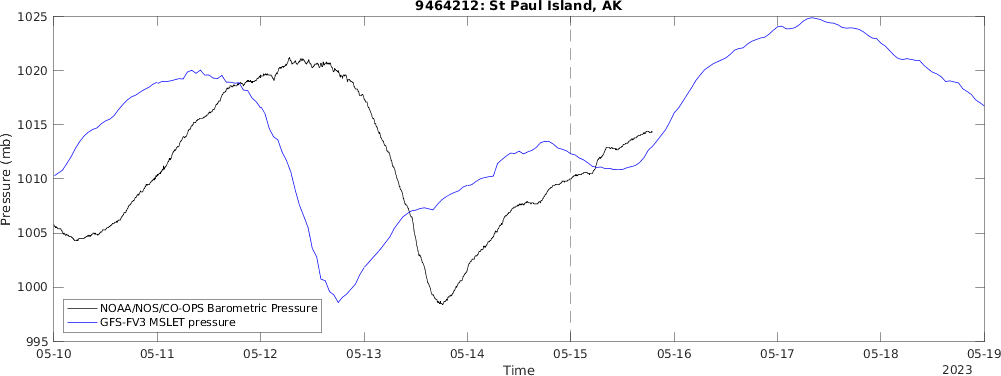 9464212: St Paul Island, AK
Pressure (mb)
1025
1020
1015
1010
1005
1000
995
NOAA/NOS/CO-OPS Barometric Pressure
GFS-FV3 MSLET pressure
05-10 05-11 05-12 05-13 05-14 05-15 05-16 05-17 05-18 05-19
Time
2023